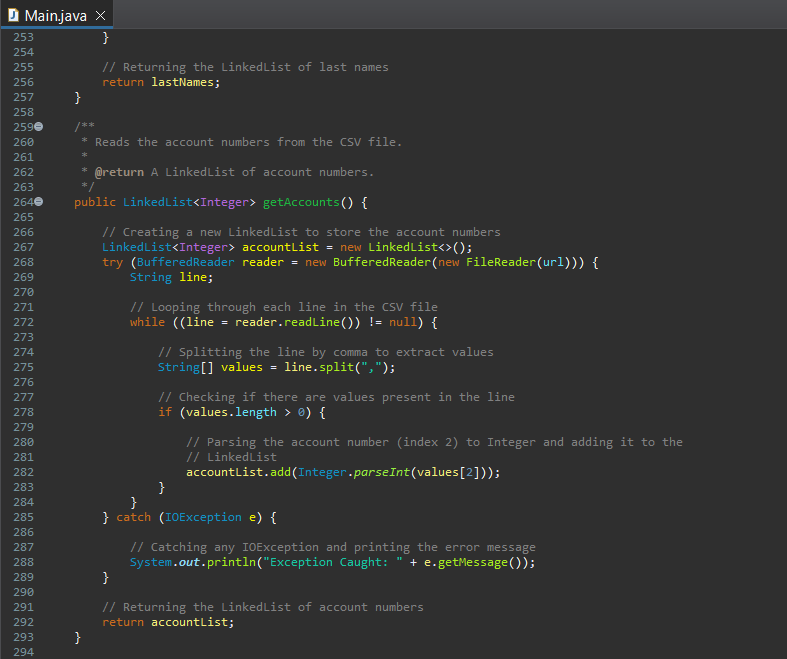 Main.java
253         }
254
255         // Returning the LinkedList of last names
256         return lastNames;
257     }
258
259     /**
260      * Reads the account numbers from the CSV file.
261      *
262      * @return A LinkedList of account numbers.
263      */
264     public LinkedList<Integer> getAccounts() {
265
266         // Creating a new LinkedList to store the account numbers
267         LinkedList<Integer> accountList = new LinkedList<>();
268         try (BufferedReader reader = new BufferedReader(new FileReader(url))) {
269             String line;
270
271             // Looping through each line in the CSV file
272             while ((line = reader.readLine()) != null) {
273
274                 // Splitting the line by comma to extract values
275                 String[] values = line.split(",");
276
277                 // Checking if there are values present in the line
278                 if (values.length > 0) {
279
280                     // Parsing the account number (index 2) to Integer and adding it to the
281                     // LinkedList
282                     accountList.add(Integer.parseInt(values[2]));
283                 }
284             }
285         } catch (IOException e) {
286
287             // Catching any IOException and printing the error message
288             System.out.println("Exception Caught: " + e.getMessage());
289         }
290
291         // Returning the LinkedList of account numbers
292         return accountList;
293     }
294